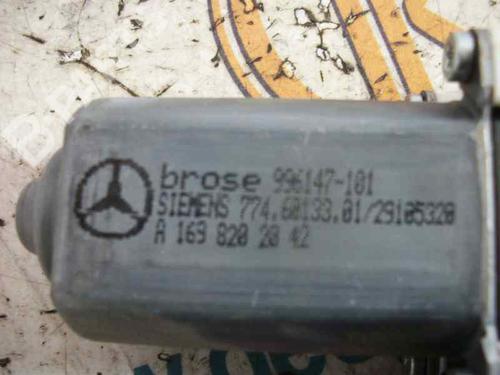 brose 996147-101
SIEMENS 774.60133.01/29105320
A 169 820 20 42